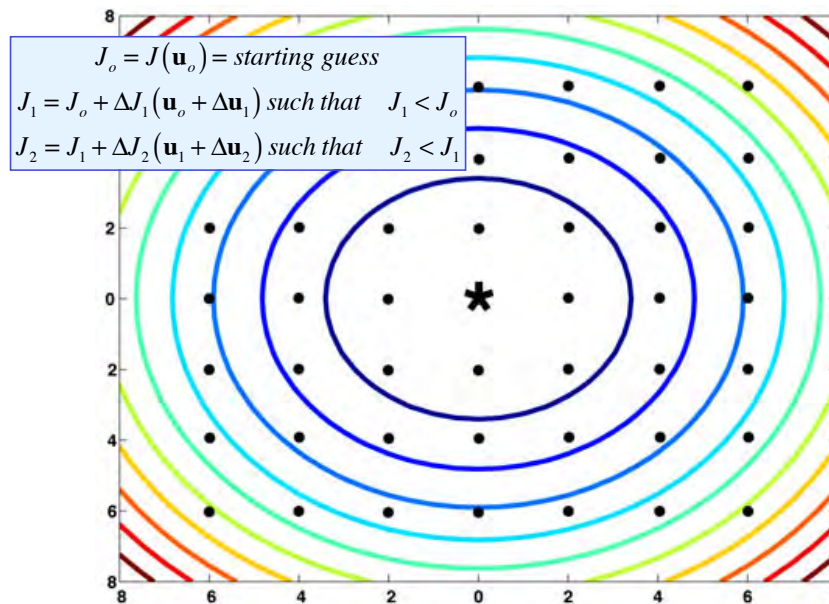 8
J_o = J(u_o) = starting guess
J_1 = J_o + ΔJ_1(u_o + Δu_1) such that J_1 < J_o
J_2 = J_1 + ΔJ_2(u_1 + Δu_2) such that J_2 < J_1
2
0
2
4
6
8
8 6 4 2 0 2 4 6